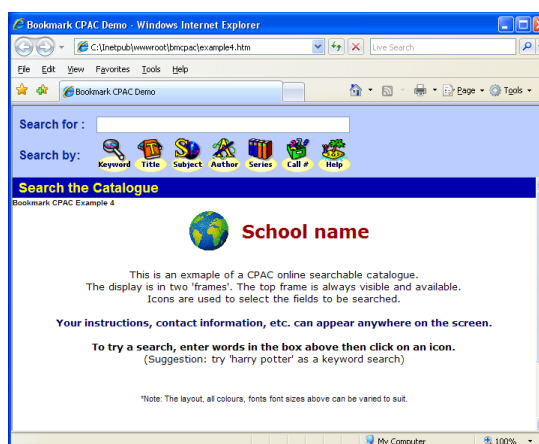 Bookmark CPAC Demo - Windows Internet Explorer
C:\Inetpub\wwwroot\bmcpac\example4.htm
Live Search
File Edit View Favorites Tools Help
Bookmark CPAC Demo
Page Tools
Search for :
Search by:
Keyword Title Subject Author Series Call # Help
Search the Catalogue
Bookmark CPAC Example 4
School name
This is an exmaple of a CPAC online searchable catalogue.
The display is in two 'frames'. The top frame is always visible and available.
Icons are used to select the fields to be searched.
Your instructions, contact information, etc. can appear anywhere on the screen.
To try a search, enter words in the box above then click on an icon.
(Suggestion: try 'harry potter' as a keyword search)
*Note: The layout, all colours, fonts font sizes above can be varied to suit.
My Computer 100%